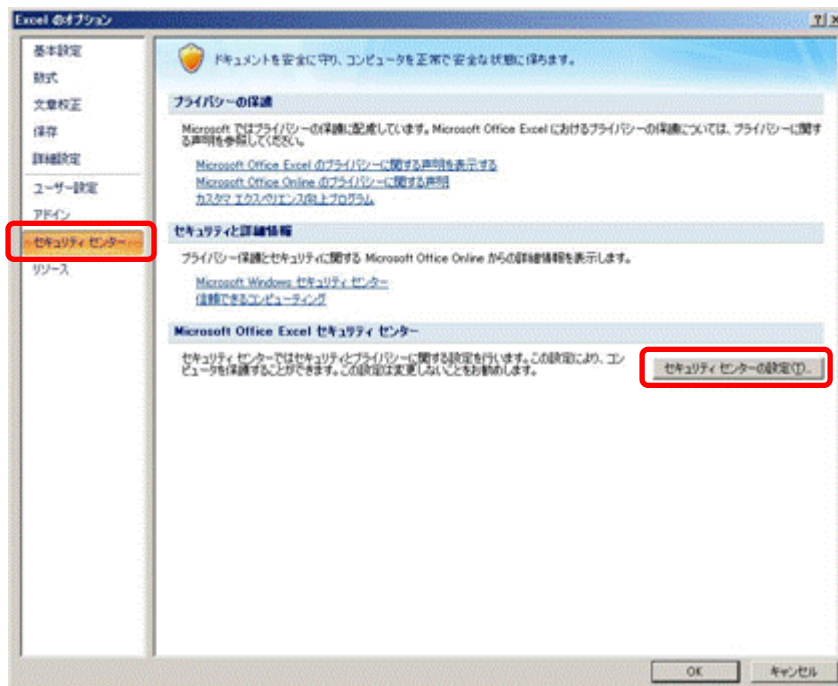 Excel のオプション
基本設定
数式
文章校正
保存
詳細設定
ユーザー設定
アドイン
セキュリティ センター
リソース
ドキュメントを安全に守り、コンピュータを正常で安全な状態に保ちます。
プライバシーの保護
Microsoft ではプライバシーの保護に配慮しています。Microsoft Office Excel におけるプライバシーの保護については、プライバシーに関す
る声明を参照してください。
Microsoft Office Excel のプライバシーに関する声明を表示する
Microsoft Office Online のプライバシーに関する声明
カスタマ エクスペリエンス向上プログラム
セキュリティと詳細情報
プライバシー保護とセキュリティに関する Microsoft Office Online からの詳細情報を表示します。
Microsoft Windows セキュリティ センター
信頼できるコンピューティング
Microsoft Office Excel セキュリティ センター
セキュリティ センターではセキュリティとプライバシーに関する設定を行います。この設定により、コン
ピュータを保護することができます。この設定は変更しないことをお勧めします。
セキュリティ センターの設定(T)...
OK
キャンセル